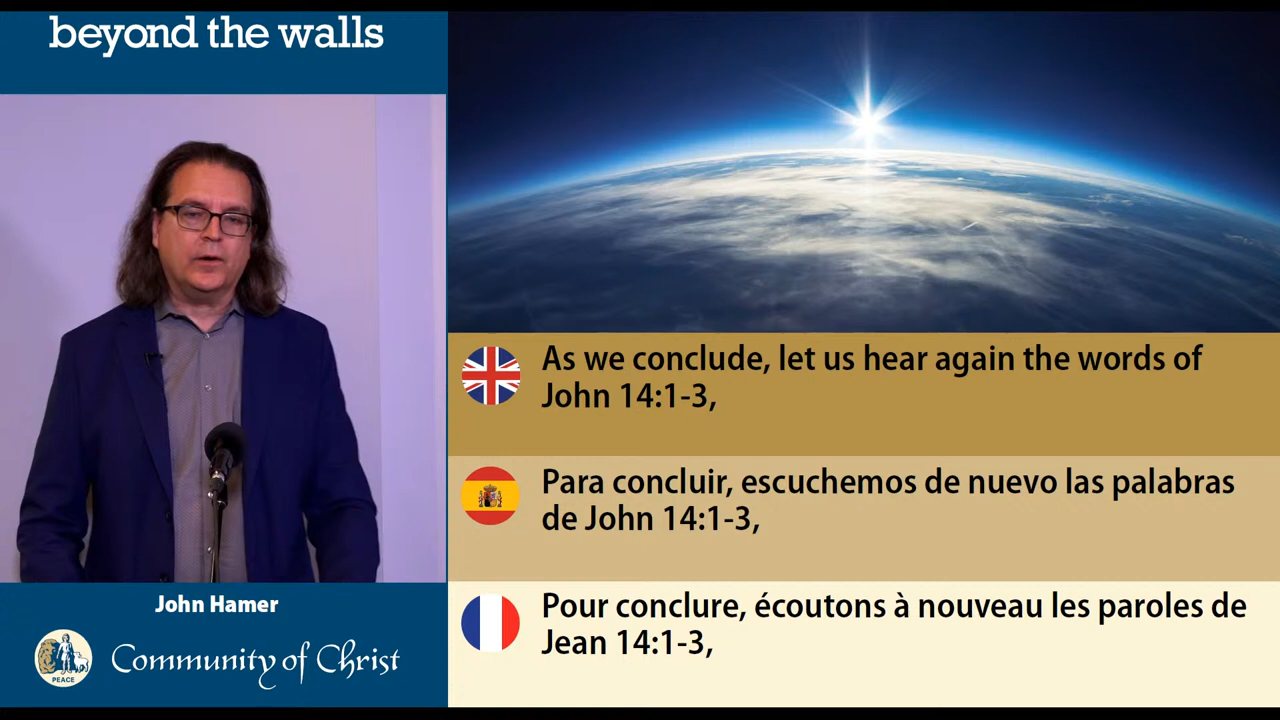 beyond the walls
John Hamer
PEACE
Community of Christ
As we conclude, let us hear again the words of
John 14:1-3,
Para concluir, escuchemos de nuevo las palabras
de John 14:1-3,
Pour conclure, écoutons à nouveau les paroles de
Jean 14:1-3,